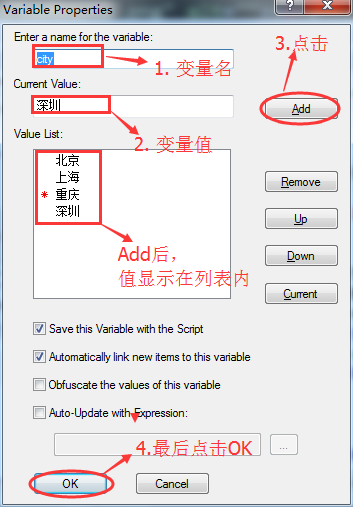 Variable Properties
Enter a name for the variable:
city
1. 变量名
3.点击
Current Value:
深圳
Add
2. 变量值
Value List:
北京
上海
* 重庆
深圳
Remove
Up
Down
Current
Add后，
值显示在列表内
Save this Variable with the Script
Automatically link new items to this variable
Obfuscate the values of this variable
Auto-Update with Expression:
...
4.最后点击OK
OK
Cancel